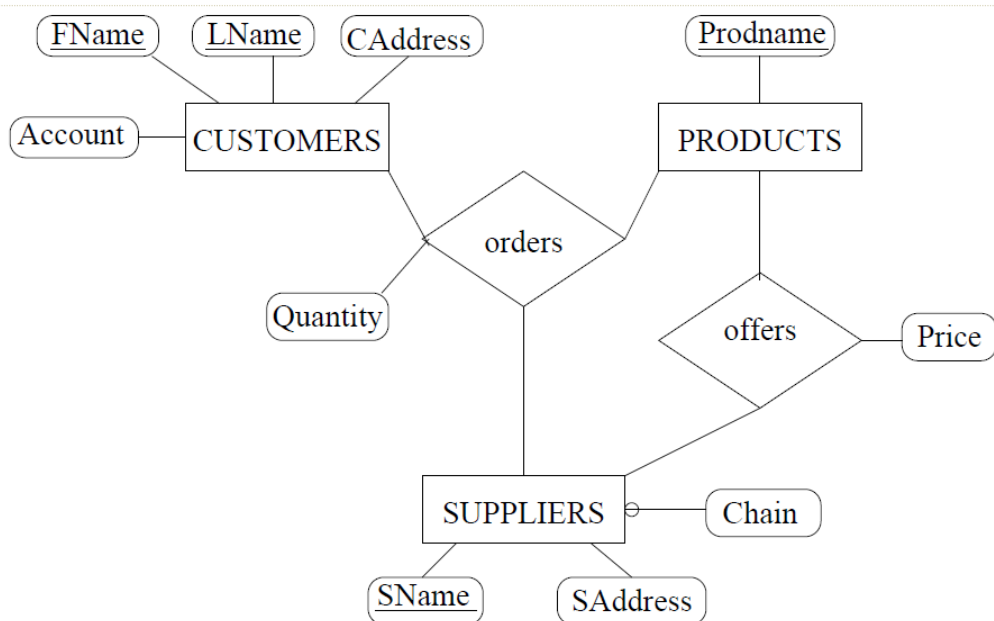 FName
LName
CAddress
Prodname
Account
CUSTOMERS
PRODUCTS
orders
Quantity
offers
Price
SUPPLIERS
Chain
SName
SAddress